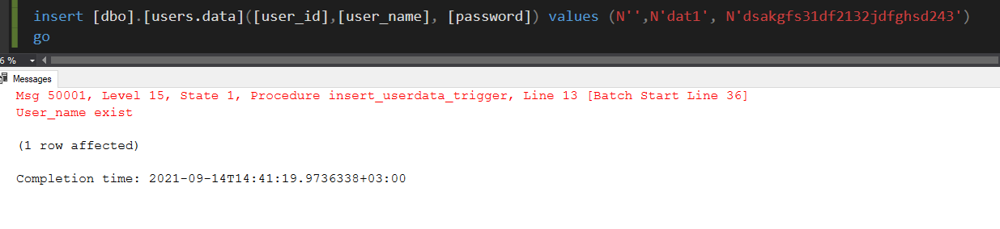 insert [dbo].[users.data]([user_id],[user_name], [password]) values (N'',N'dat1', N'dsakgfs31df2132jdfghsd243')
go
6 %
Messages
Msg 50001, Level 15, State 1, Procedure insert_userdata_trigger, Line 13 [Batch Start Line 36]
User_name exist
(1 row affected)
Completion time: 2021-09-14T14:41:19.9736338+03:00